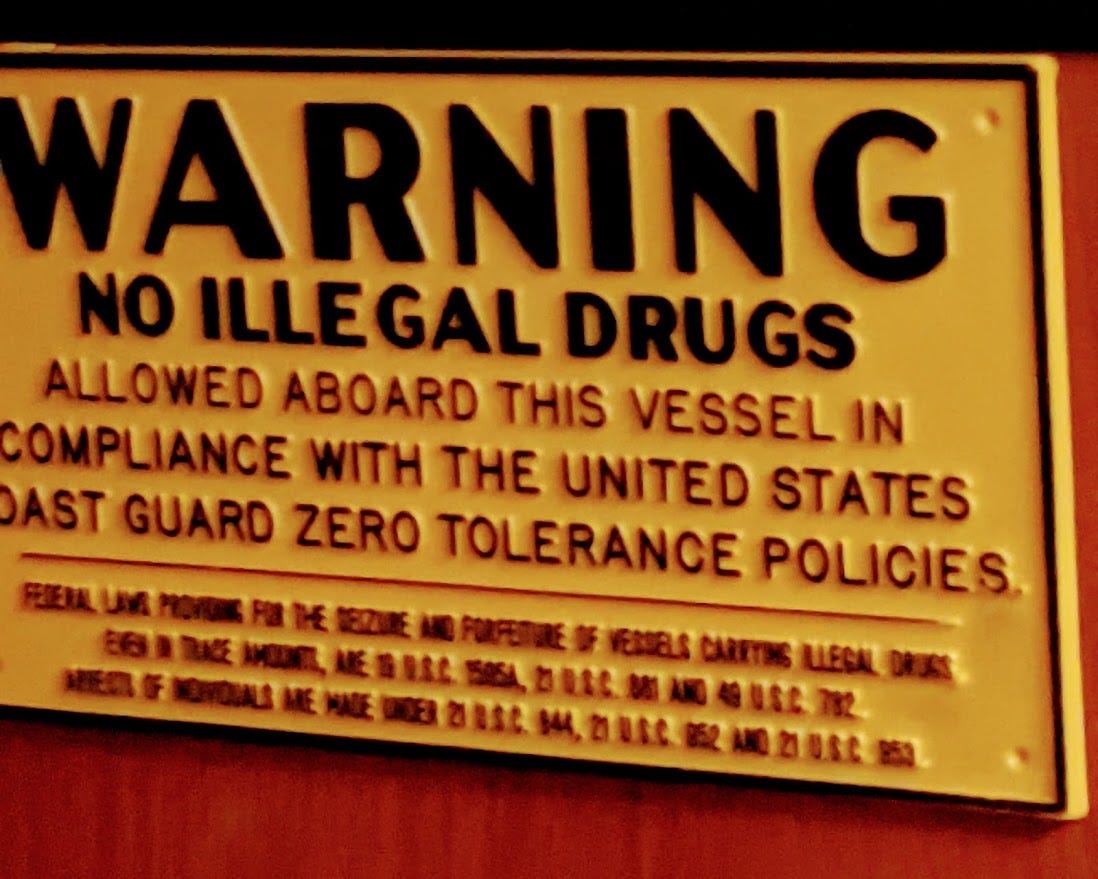 WARNING
NO ILLEGAL DRUGS
ALLOWED ABOARD THIS VESSEL IN
COMPLIANCE WITH THE UNITED STATES
OAST GUARD ZERO TOLERANCE POLICIES.
FEDERAL LAWS PROVIDING FOR THE SEIZURE AND FORFEITURE OF VESSELS CARRYING ILLEGAL DRUGS,
EVEN IN TRACE AMOUNTS, ARE 19 U.S.C. 1595A, 21 U.S.C. 881 AND 49 U.S.C. 782.
ARRESTS OF INDIVIDUALS ARE MADE UNDER 21 U.S.C. 844, 21 U.S.C. 952 AND 21 U.S.C. 953.